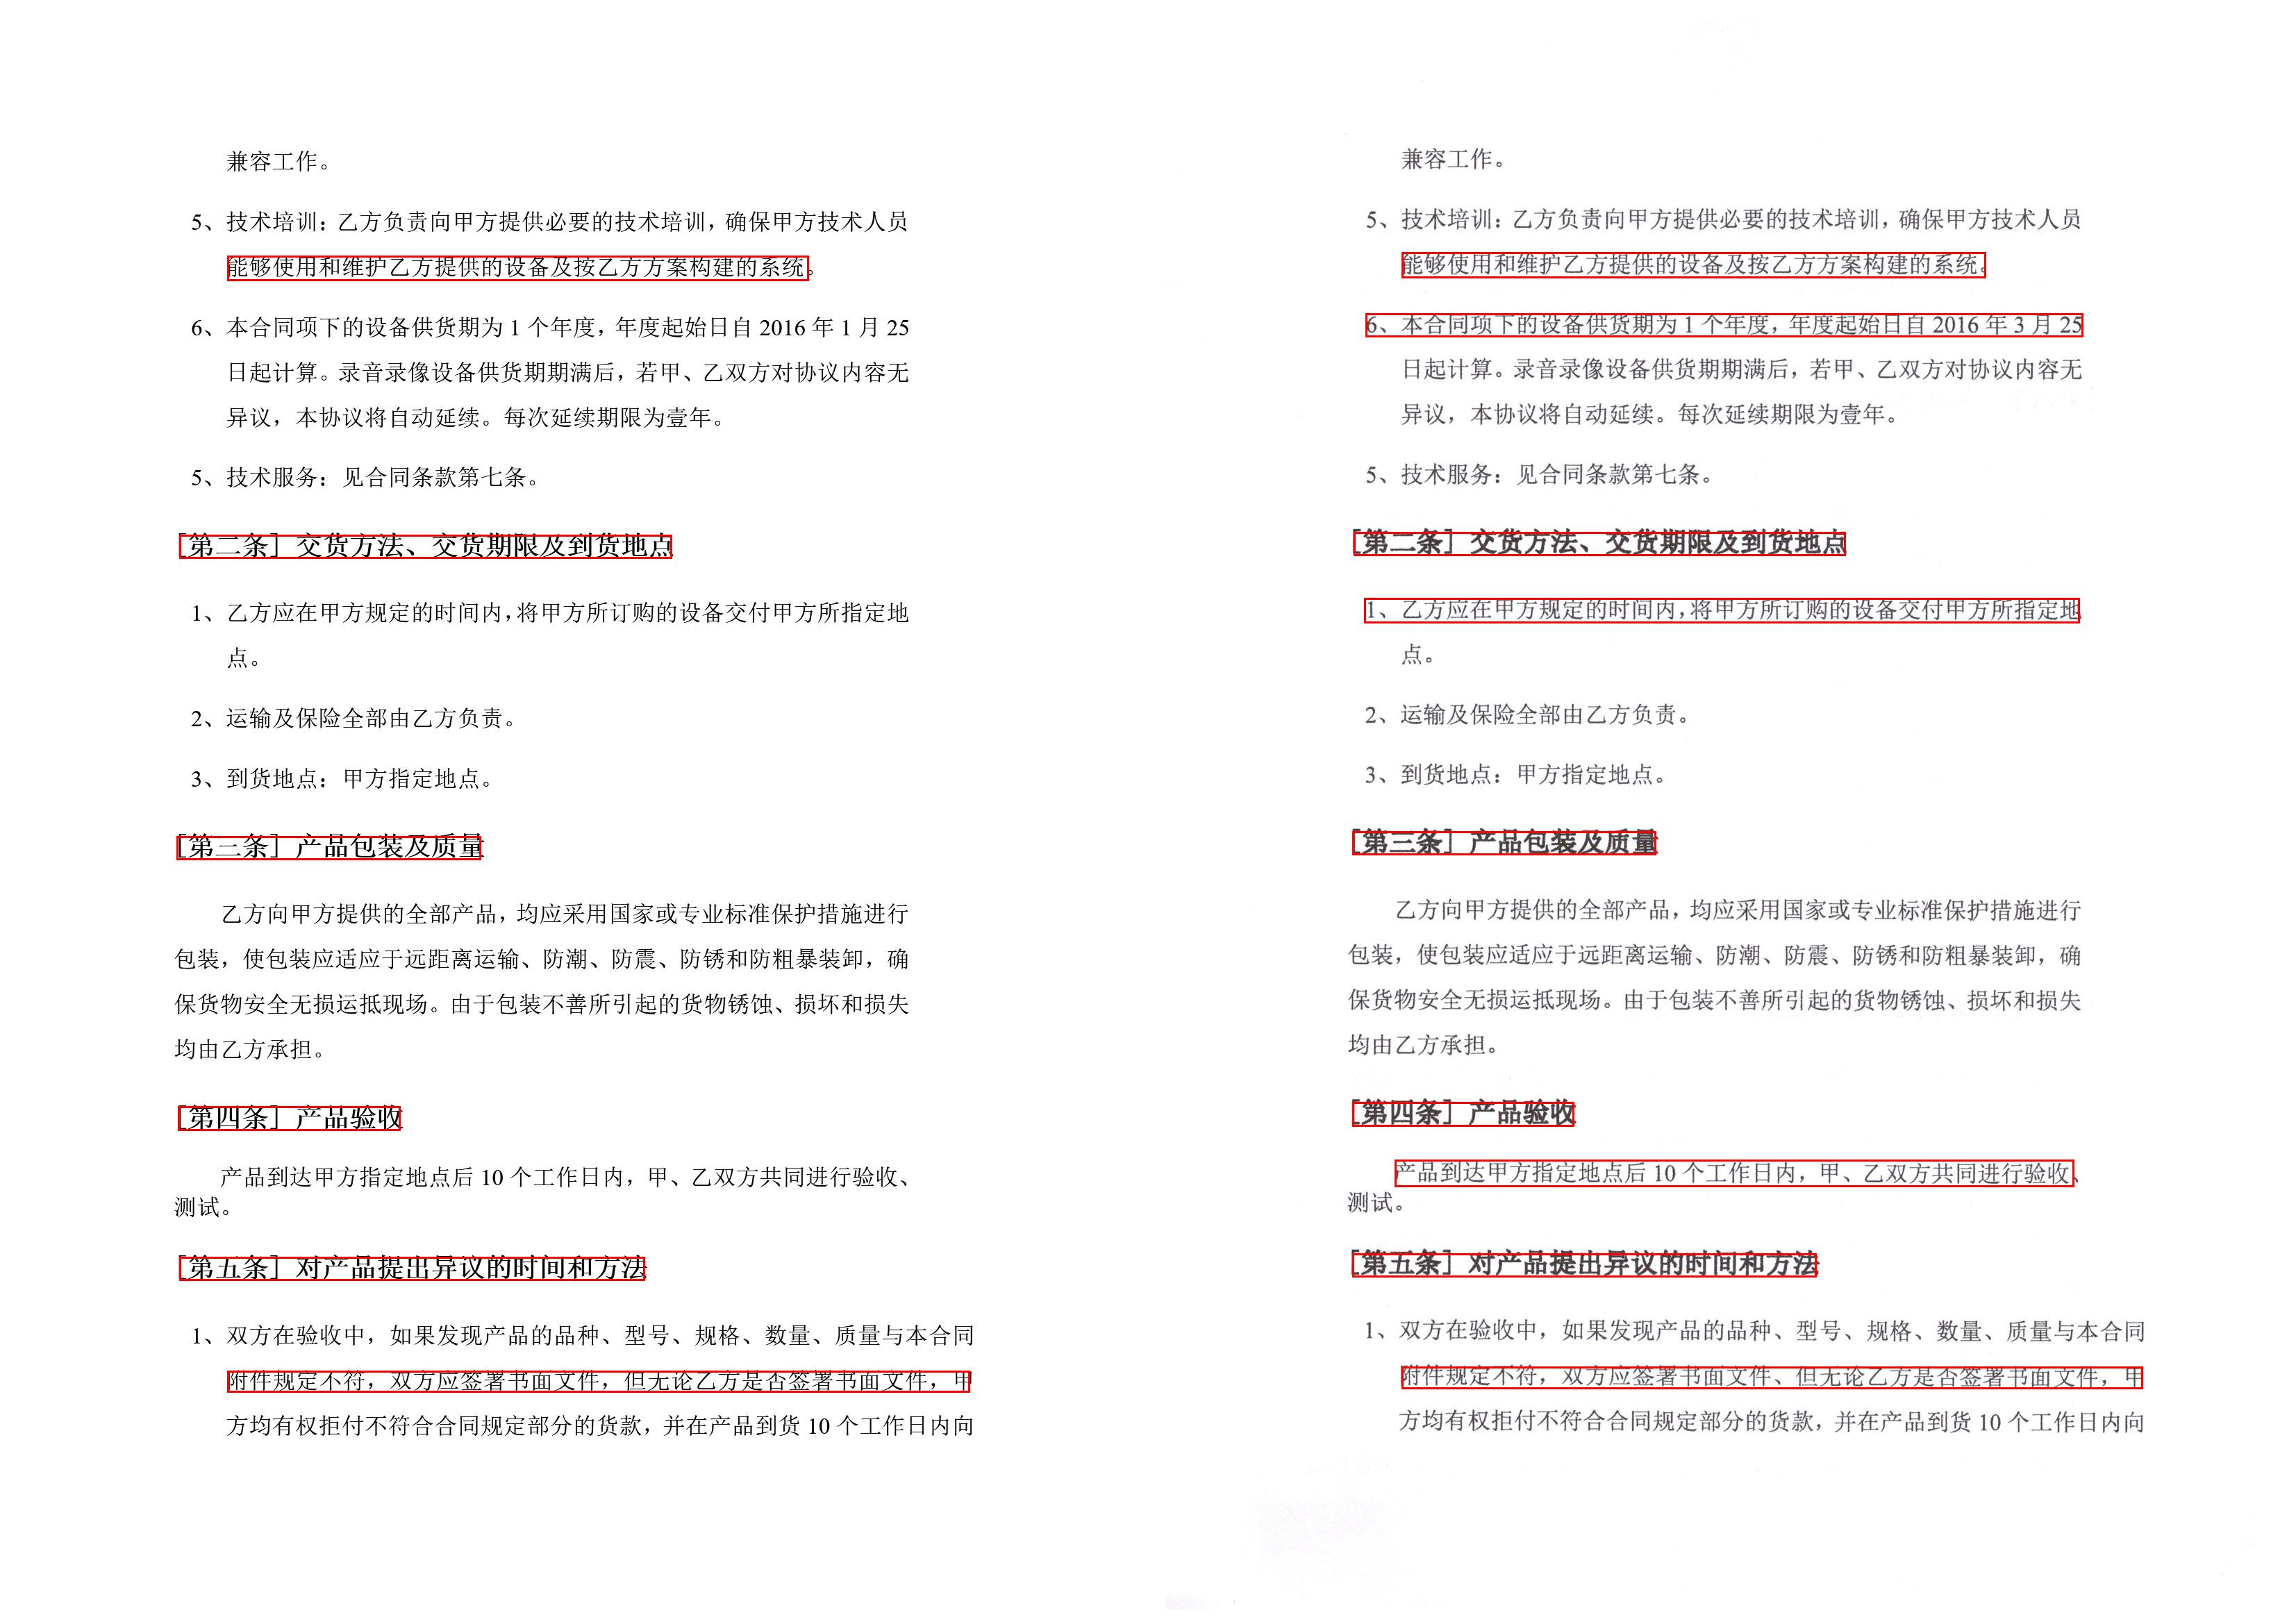 兼容工作。
5、技术培训：乙方负责向甲方提供必要的技术培训，确保甲方技术人员
能够使用和维护乙方提供的设备及按乙方方案构建的系统。
6、本合同项下的设备供货期为 1 个年度，年度起始日自 2016 年 1 月 25
日起计算。录音录像设备供货期期满后，若甲、乙双方对协议内容无
异议，本协议将自动延续。每次延续期限为壹年。
5、技术服务：见合同条款第七条。
[第二条] 交货方法、交货期限及到货地点
1、乙方应在甲方规定的时间内，将甲方所订购的设备交付甲方所指定地
点。
2、运输及保险全部由乙方负责。
3、到货地点：甲方指定地点。
[第三条] 产品包装及质量
乙方向甲方提供的全部产品，均应采用国家或专业标准保护措施进行
包装，使包装应适应于远距离运输、防潮、防震、防锈和防粗暴装卸，确
保货物安全无损运抵现场。由于包装不善所引起的货物锈蚀、损坏和损失
均由乙方承担。
[第四条] 产品验收
产品到达甲方指定地点后 10 个工作日内，甲、乙双方共同进行验收、
测试。
[第五条] 对产品提出异议的时间和方法
1、双方在验收中，如果发现产品的品种、型号、规格、数量、质量与本合同
附件规定不符，双方应签署书面文件，但无论乙方是否签署书面文件，甲
方均有权拒付不符合合同规定部分的货款，并在产品到货 10 个工作日内向
兼容工作。
5、技术培训：乙方负责向甲方提供必要的技术培训，确保甲方技术人员
能够使用和维护乙方提供的设备及按乙方方案构建的系统。
6、本合同项下的设备供货期为 1 个年度，年度起始日自 2016 年 3 月 25
日起计算。录音录像设备供货期期满后，若甲、乙双方对协议内容无
异议，本协议将自动延续。每次延续期限为壹年。
5、技术服务：见合同条款第七条。
[第二条] 交货方法、交货期限及到货地点
1、乙方应在甲方规定的时间内，将甲方所订购的设备交付甲方所指定地
点。
2、运输及保险全部由乙方负责。
3、到货地点：甲方指定地点。
[第三条] 产品包装及质量
乙方向甲方提供的全部产品，均应采用国家或专业标准保护措施进行
包装，使包装应适应于远距离运输、防潮、防震、防锈和防粗暴装卸，确
保货物安全无损运抵现场。由于包装不善所引起的货物锈蚀、损坏和损失
均由乙方承担。
[第四条] 产品验收
产品到达甲方指定地点后 10 个工作日内，甲、乙双方共同进行验收、
测试。
[第五条] 对产品提出异议的时间和方法
1、双方在验收中，如果发现产品的品种、型号、规格、数量、质量与本合同
附件规定不符，双方应签署书面文件、但无论乙方是否签署书面文件，甲
方均有权拒付不符合合同规定部分的货款，并在产品到货 10 个工作日内向